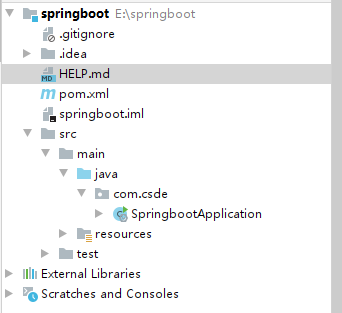 springboot E:\springboot
.gitignore
.idea
HELP.md
pom.xml
springboot.iml
src
main
java
com.csde
SpringbootApplication
resources
test
External Libraries
Scratches and Consoles